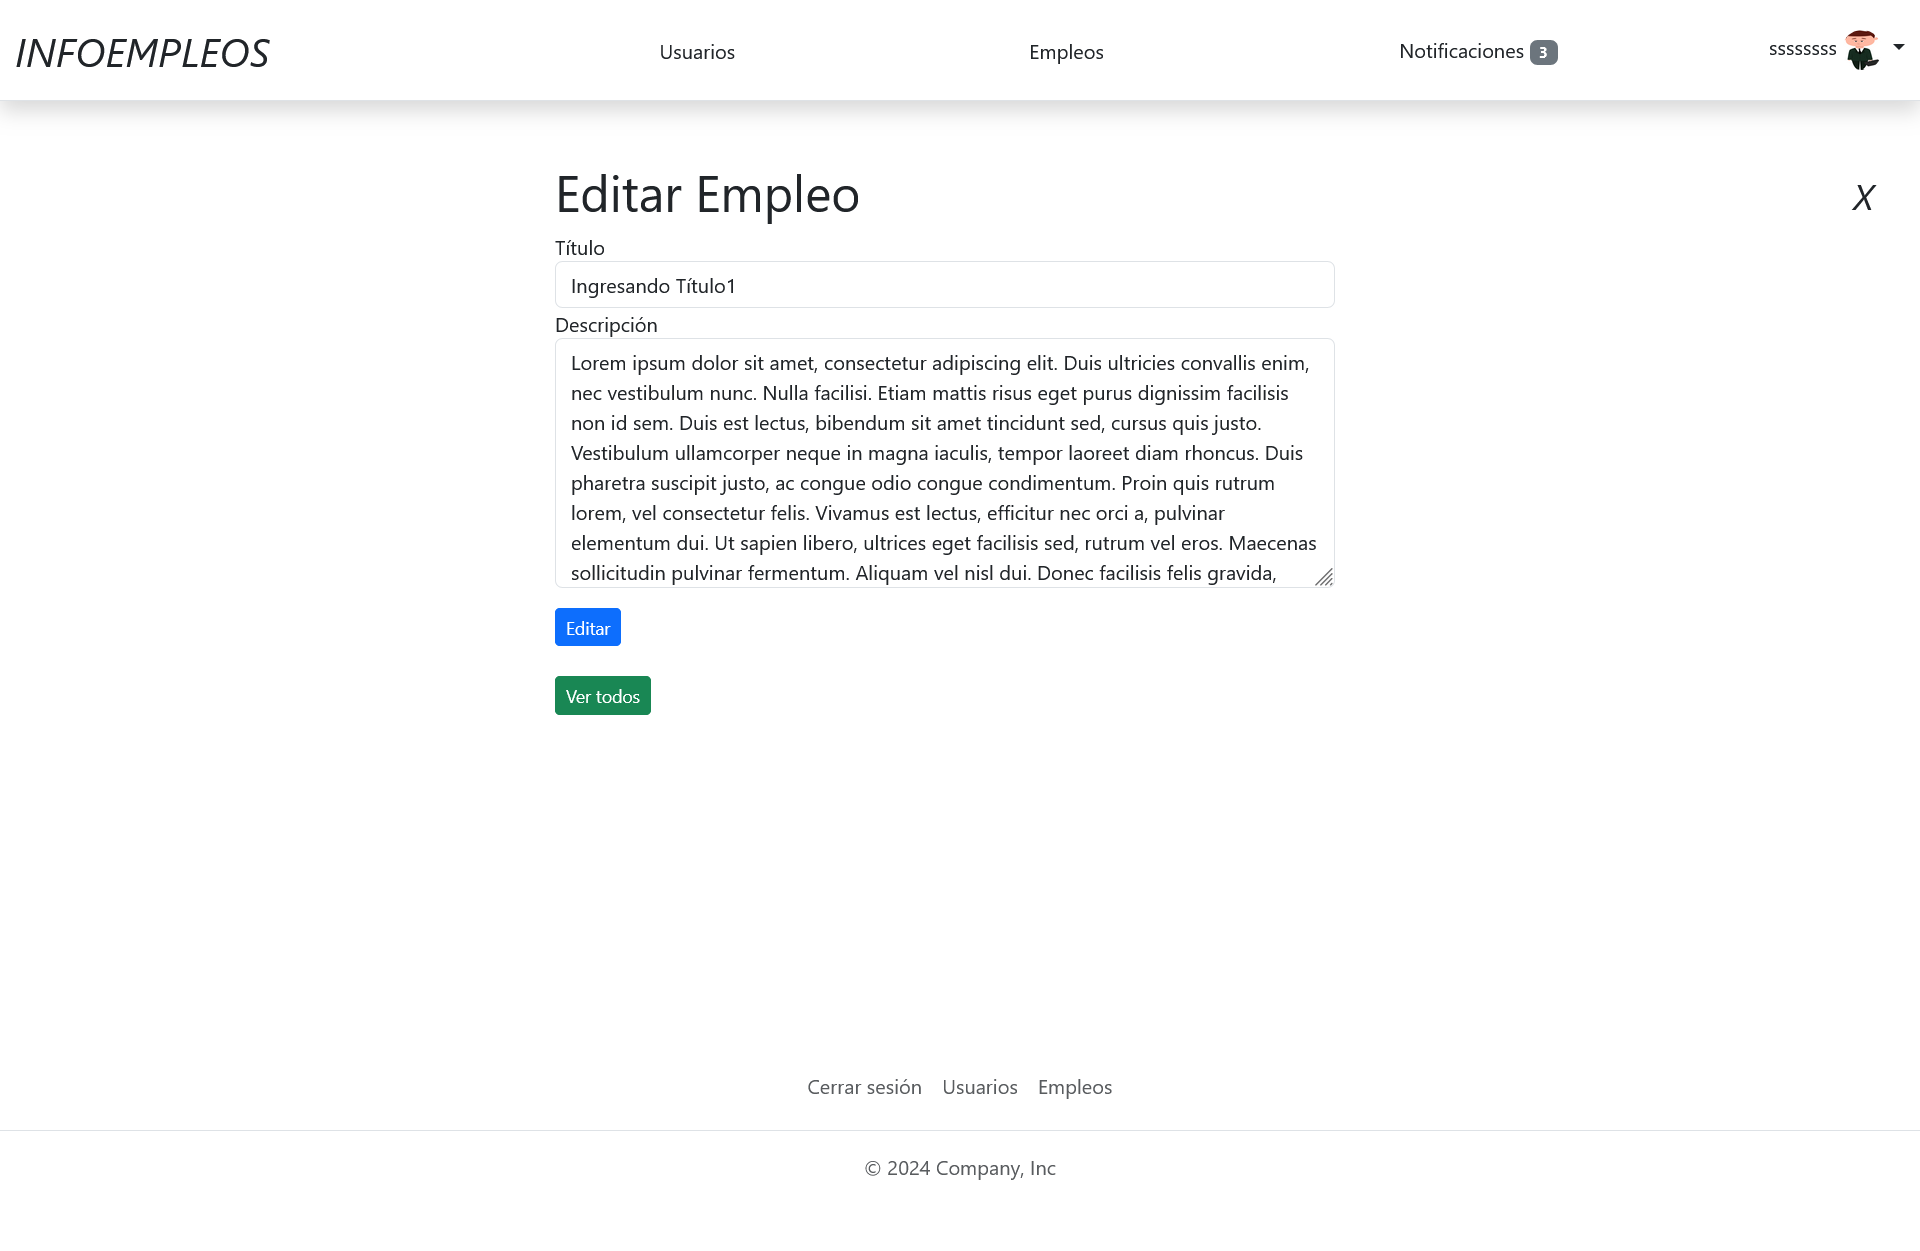 INFOEMPLEOS
Usuarios
Empleos
Notificaciones 3
ssssssss
Editar Empleo
X
Título
Ingresando Título1
Descripción
Lorem ipsum dolor sit amet, consectetur adipiscing elit. Duis ultricies convallis enim,
nec vestibulum nunc. Nulla facilisi. Etiam mattis risus eget purus dignissim facilisis
non id sem. Duis est lectus, bibendum sit amet tincidunt sed, cursus quis justo.
Vestibulum ullamcorper neque in magna iaculis, tempor laoreet diam rhoncus. Duis
pharetra suscipit justo, ac congue odio congue condimentum. Proin quis rutrum
lorem, vel consectetur felis. Vivamus est lectus, efficitur nec orci a, pulvinar
elementum dui. Ut sapien libero, ultrices eget facilisis sed, rutrum vel eros. Maecenas
sollicitudin pulvinar fermentum. Aliquam vel nisl dui. Donec facilisis felis gravida,
Editar
Ver todos
Cerrar sesión Usuarios Empleos
© 2024 Company, Inc